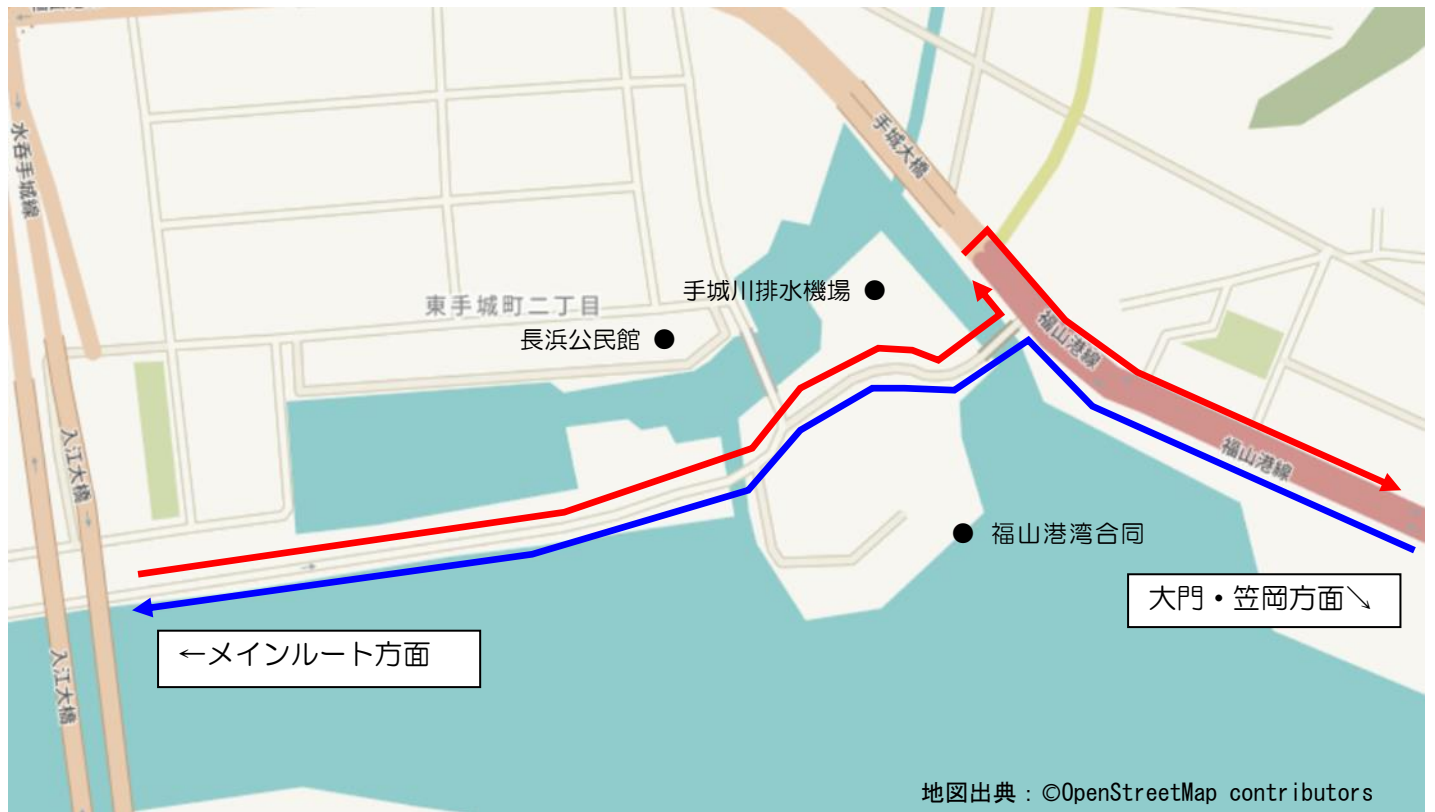 水呑手城線
手城大橋
手城川排水機場
東手城町二丁目
長浜公民館
福山港線
入江大橋
福山港線
福山港湾合同
大門・笠岡方面↘
←メインルート方面
入江大橋
地図出典：©OpenStreetMap contributors